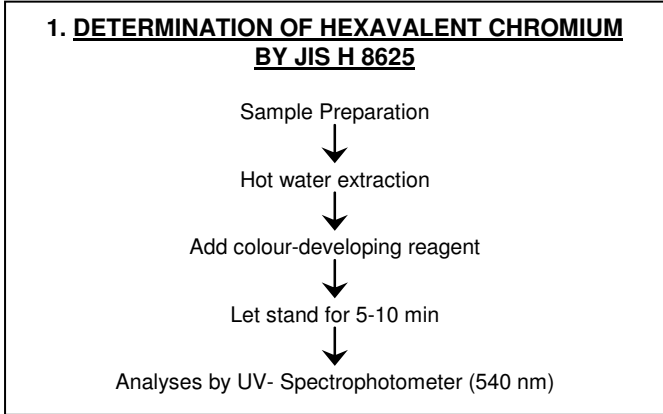 1. DETERMINATION OF HEXAVALENT CHROMIUM
BY JIS H 8625
Sample Preparation
Hot water extraction
Add colour-developing reagent
Let stand for 5-10 min
Analyses by UV- Spectrophotometer (540 nm)